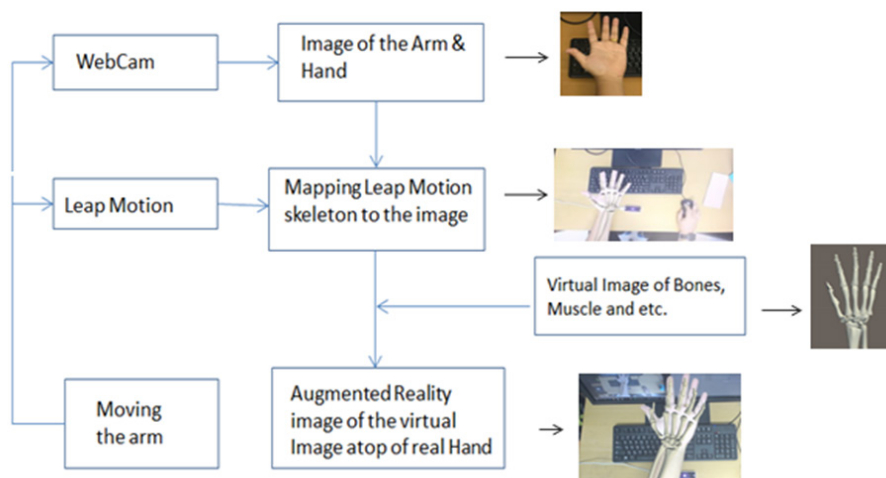 WebCam
Image of the Arm &
Hand
Leap Motion
Mapping Leap Motion
skeleton to the image
Virtual Image of Bones,
Muscle and etc.
Moving
the arm
Augmented Reality
image of the virtual
Image atop of real Hand